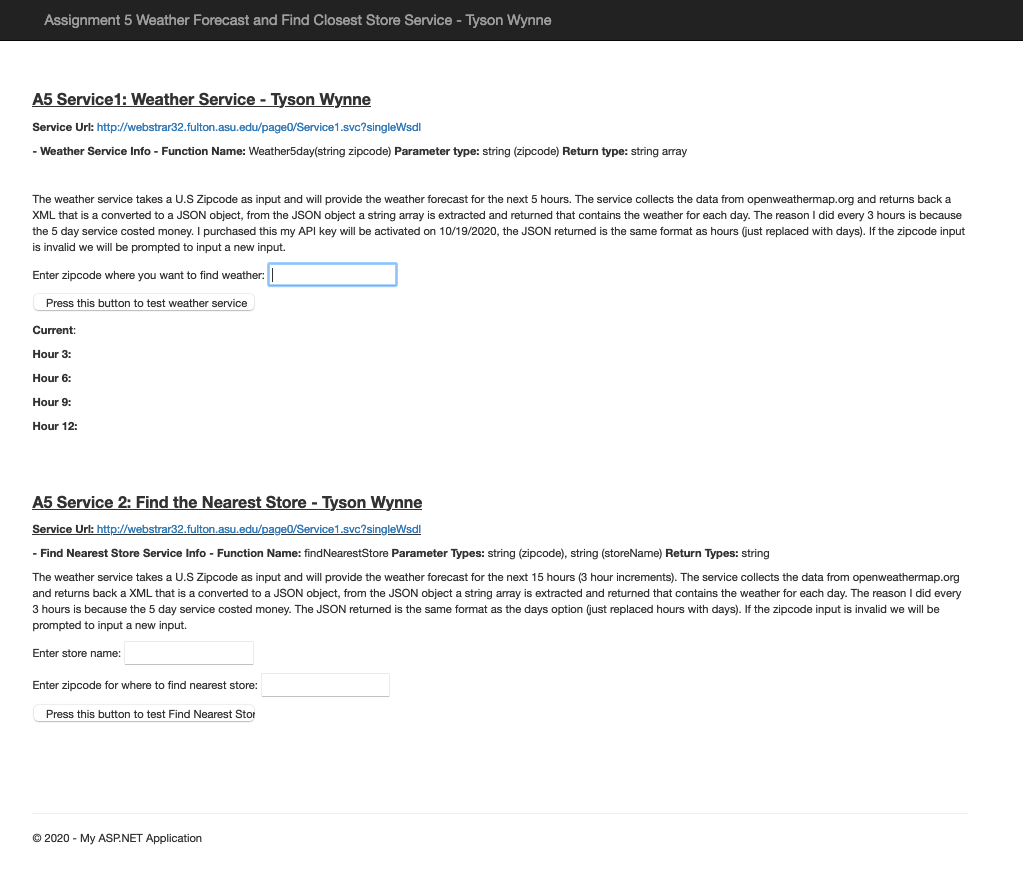 Assignment 5 Weather Forecast and Find Closest Store Service - Tyson Wynne
A5 Service1: Weather Service - Tyson Wynne
Service Url: http://webstrar32.fulton.asu.edu/page0/Service1.svc?singleWsdl
- Weather Service Info - Function Name: Weather5day(string zipcode) Parameter type: string (zipcode) Return type: string array
The weather service takes a U.S Zipcode as input and will provide the weather forecast for the next 5 hours. The service collects the data from openweathermap.org and returns back a
XML that is a converted to a JSON object, from the JSON object a string array is extracted and returned that contains the weather for each day. The reason I did every 3 hours is because
the 5 day service costed money. I purchased this my API key will be activated on 10/19/2020, the JSON returned is the same format as hours (just replaced with days). If the zipcode input
is invalid we will be prompted to input a new input.
Enter zipcode where you want to find weather:
Press this button to test weather service
Current:
Hour 3:
Hour 6:
Hour 9:
Hour 12:
A5 Service 2: Find the Nearest Store - Tyson Wynne
Service Url: http://webstrar32.fulton.asu.edu/page0/Service1.svc?singleWsdl
- Find Nearest Store Service Info - Function Name: findNearestStore Parameter Types: string (zipcode), string (storeName) Return Types: string
The weather service takes a U.S Zipcode as input and will provide the weather forecast for the next 15 hours (3 hour increments). The service collects the data from openweathermap.org
and returns back a XML that is a converted to a JSON object, from the JSON object a string array is extracted and returned that contains the weather for each day. The reason I did every
3 hours is because the 5 day service costed money. The JSON returned is the same format as the days option (just replaced hours with days). If the zipcode input is invalid we will be
prompted to input a new input.
Enter store name:
Enter zipcode for where to find nearest store:
Press this button to test Find Nearest Stor
© 2020 - My ASP.NET Application